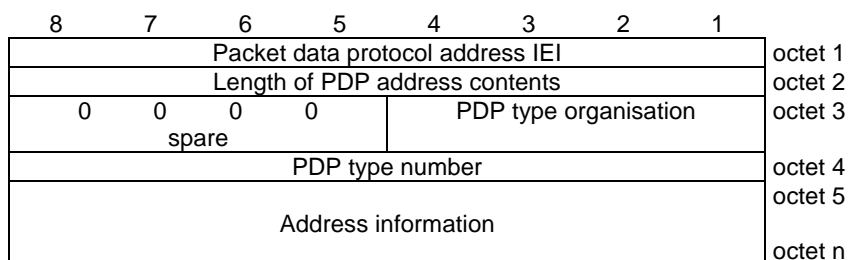 8 7 6 5 4 3 2 1
Packet data protocol address IEI octet 1
Length of PDP address contents octet 2
0 0 0 0 PDP type organisation octet 3
spare
PDP type number octet 4
octet 5
Address information
octet n